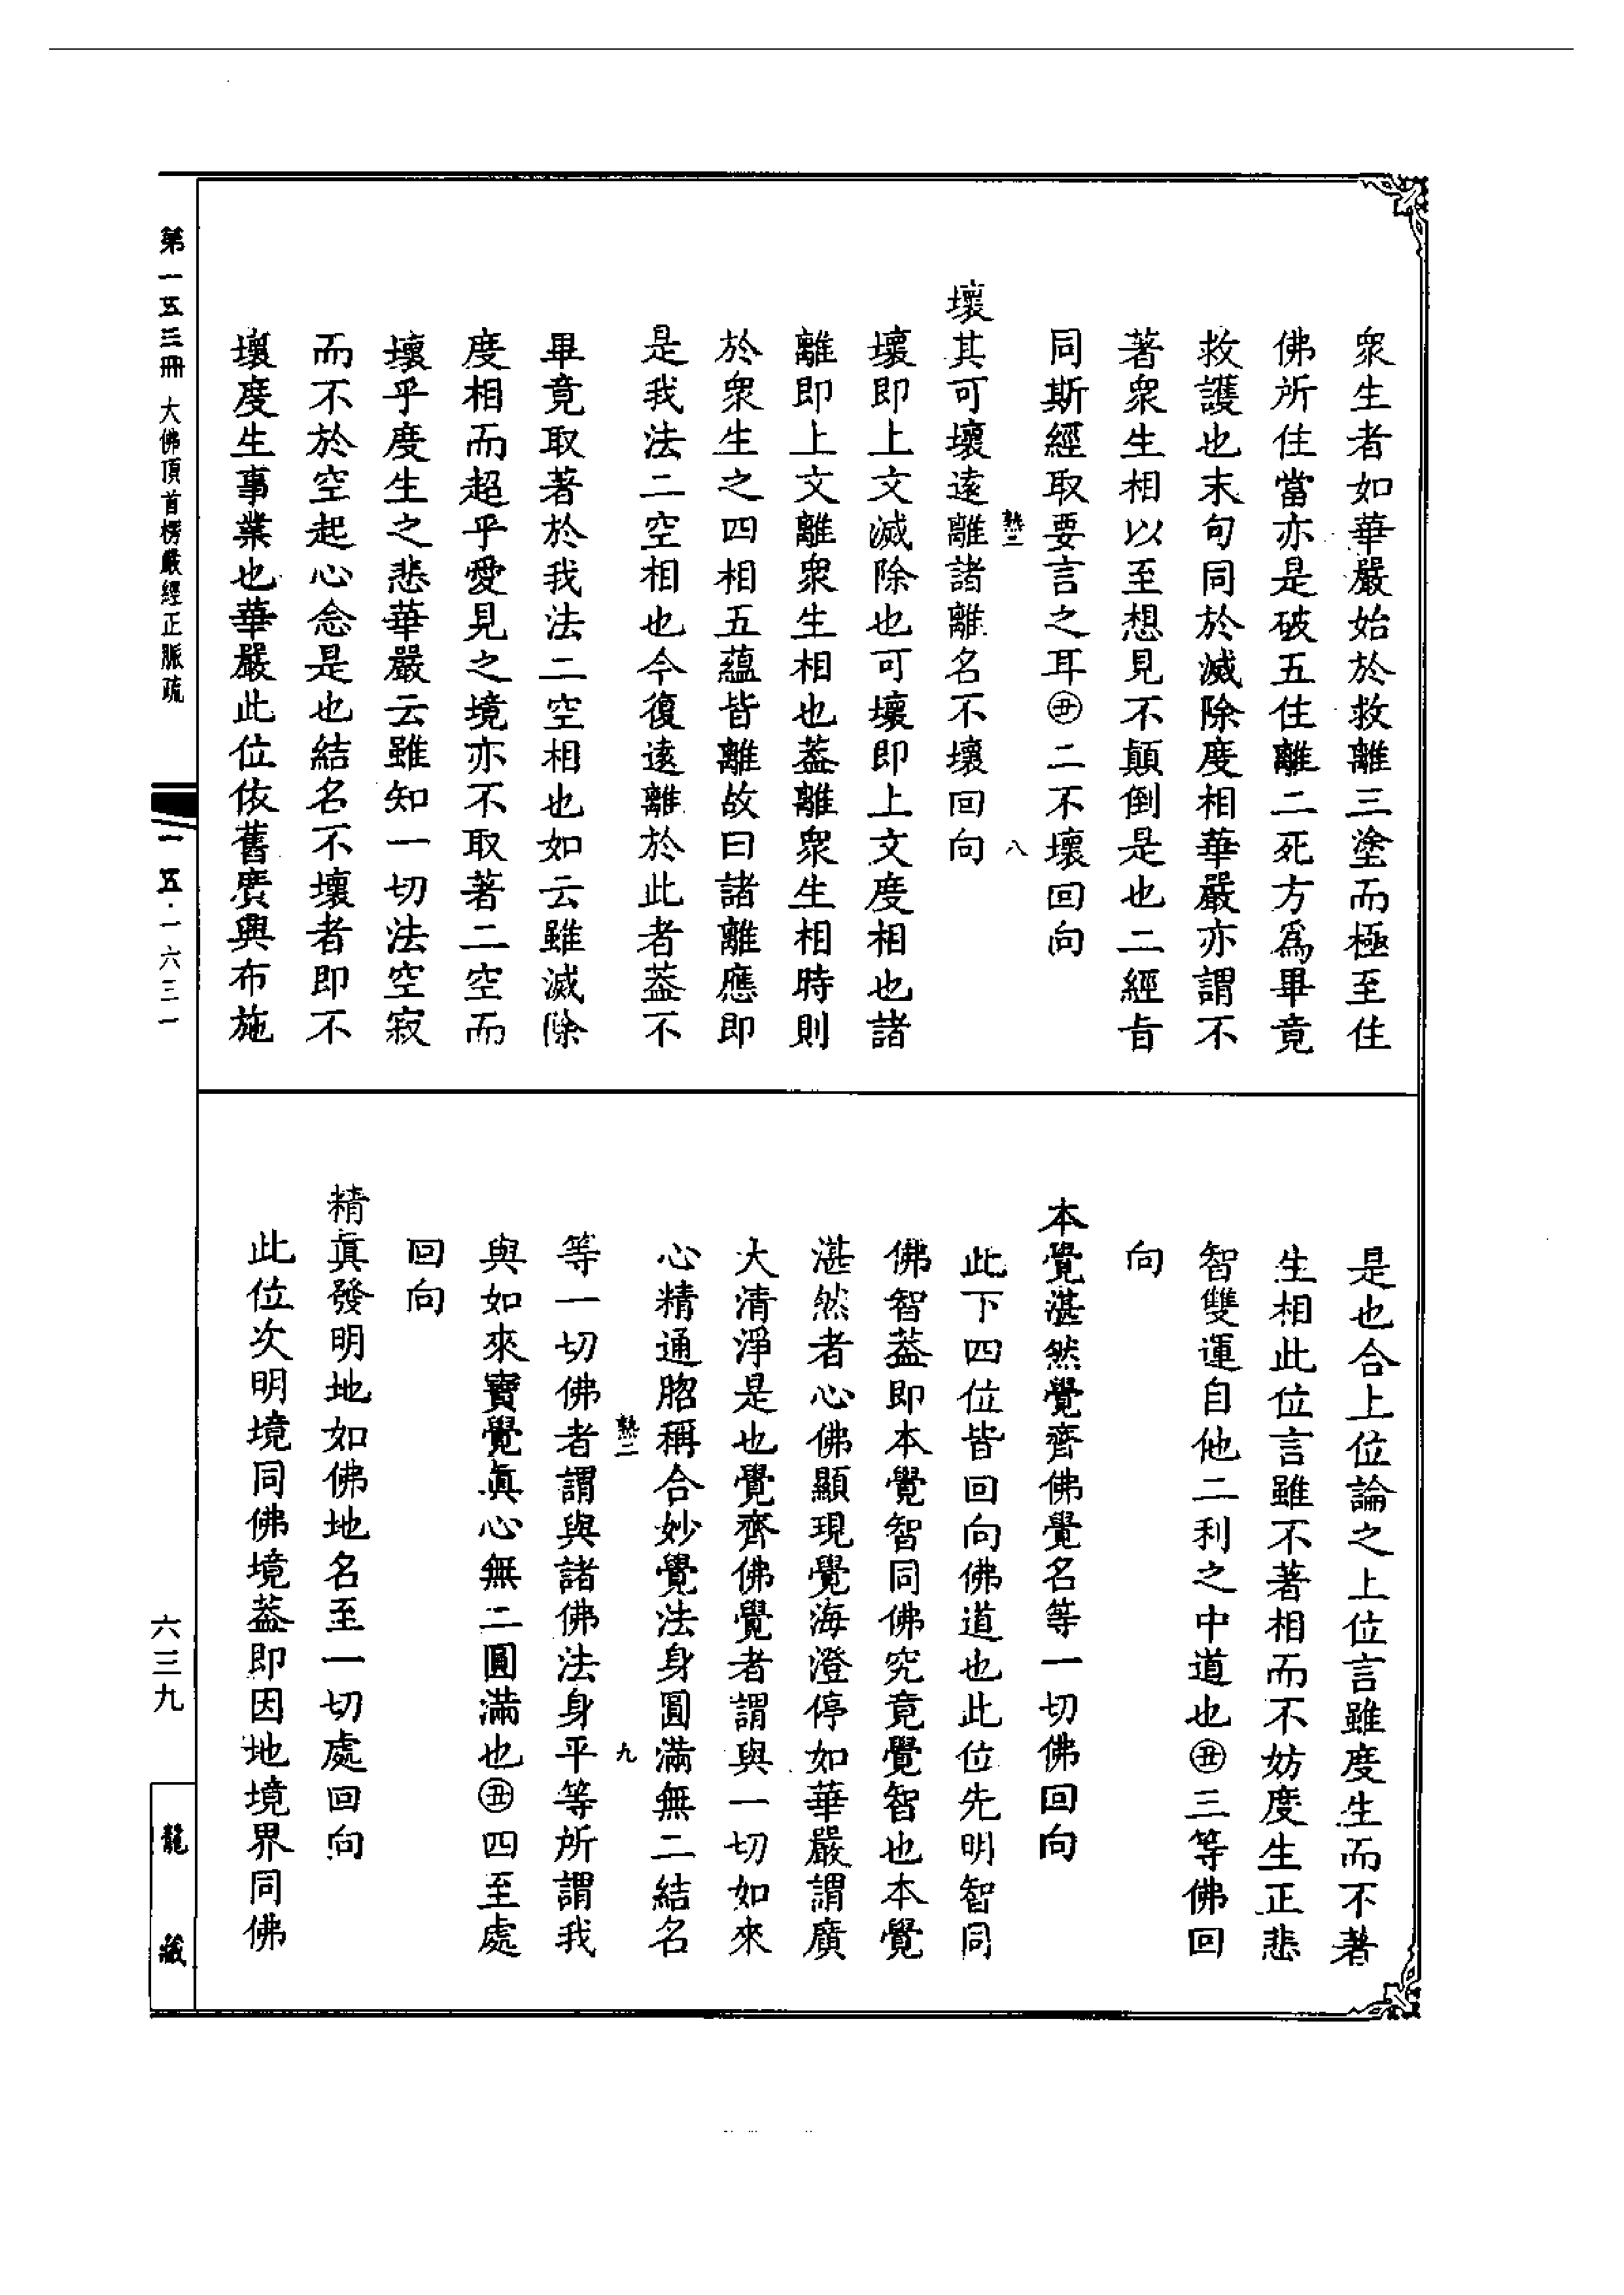 衆生者如華嚴始於救離三塗而極至住
佛所住當亦是破五住離二死方爲畢竟
救護也末句同於滅除度相華嚴亦謂不
著衆生相以至想見不顛倒是也二經旨
同斯經取要言之耳㊄二不壞回向
熱二 八
壞其可壞遠離諸離名不壞回向
壞即上文滅除也可壞即上文度相也諸
離即上文離衆生相也葢離衆生相時則
於衆生之四相五蘊皆離故曰諸離應即
是我法二空相也今復遠離於此者葢不
畢竟取著於我法二空相也如云雖滅除
度相而超乎愛見之境亦不取著二空而
壞乎度生之悲華嚴云雖知一切法空寂
而不於空起心念是也結名不壞者即不
壞度生事業也華嚴此位依舊廣興布施
是也合上位論之上位言雖度生而不著
生相此位言雖不著相而不妨度生正悲
智雙運自他二利之中道也丑三等佛回
向
本覺湛然覺齊佛覺名等一切佛回向
此下四位皆回向佛道也此位先明智同
佛智葢即本覺智同佛究竟覺智也本覺
湛然者心佛顯現覺海澄停如華嚴謂廣
大清淨是也覺齊佛覺者謂與一切如來
心精通㫚稱合妙覺法身圓滿無二結名
熱二 九
等一切佛者謂與諸佛法身平等所謂我
與如來寶覺眞心無二圓滿也丑四至處
回向
精眞發明地如佛地名至一切處回向
此位次明境同佛境葢即因地境界同佛
第一五三冊 大佛頂首楞嚴經正脈疏
一五·一六三一
六三九
龍藏